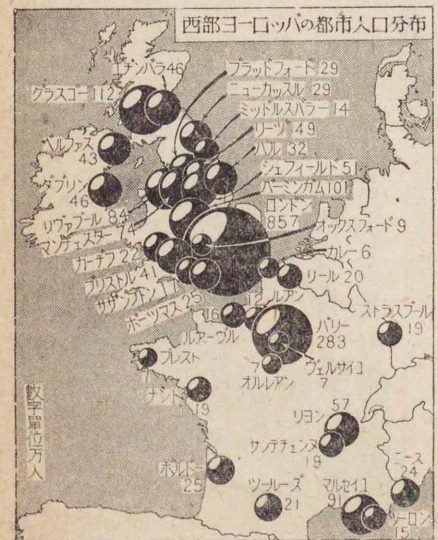 西部ヨーロッパの都市人口分布
エヂンバラ46
グラスゴー112
ブラッドフォード29
ニューカッスル29
ミッドルスバラー14
リーヅ49
ハル32
シェフィールド51
バーミンガム101
ロンドン
857
オックスフォード9
カレー6
リール20
ベルファス
43
ダブリン
46
リヴァプール84
マンチェスター74
カーヂフ22
ブリストル41
サザンプトン17
ポーツマス25
ルアン
12
16
ルアーヴル
パリー
283
ストラスブール
19
ヴェルサイユ
7
7
オルレアン
ブレスト
ナント
19
リヨン
57
サンテチェンヌ
19
ボルドー
25
ツールーズ
21
マルセイユ
91
ニース
24
ツーロン
15
数字單位万人